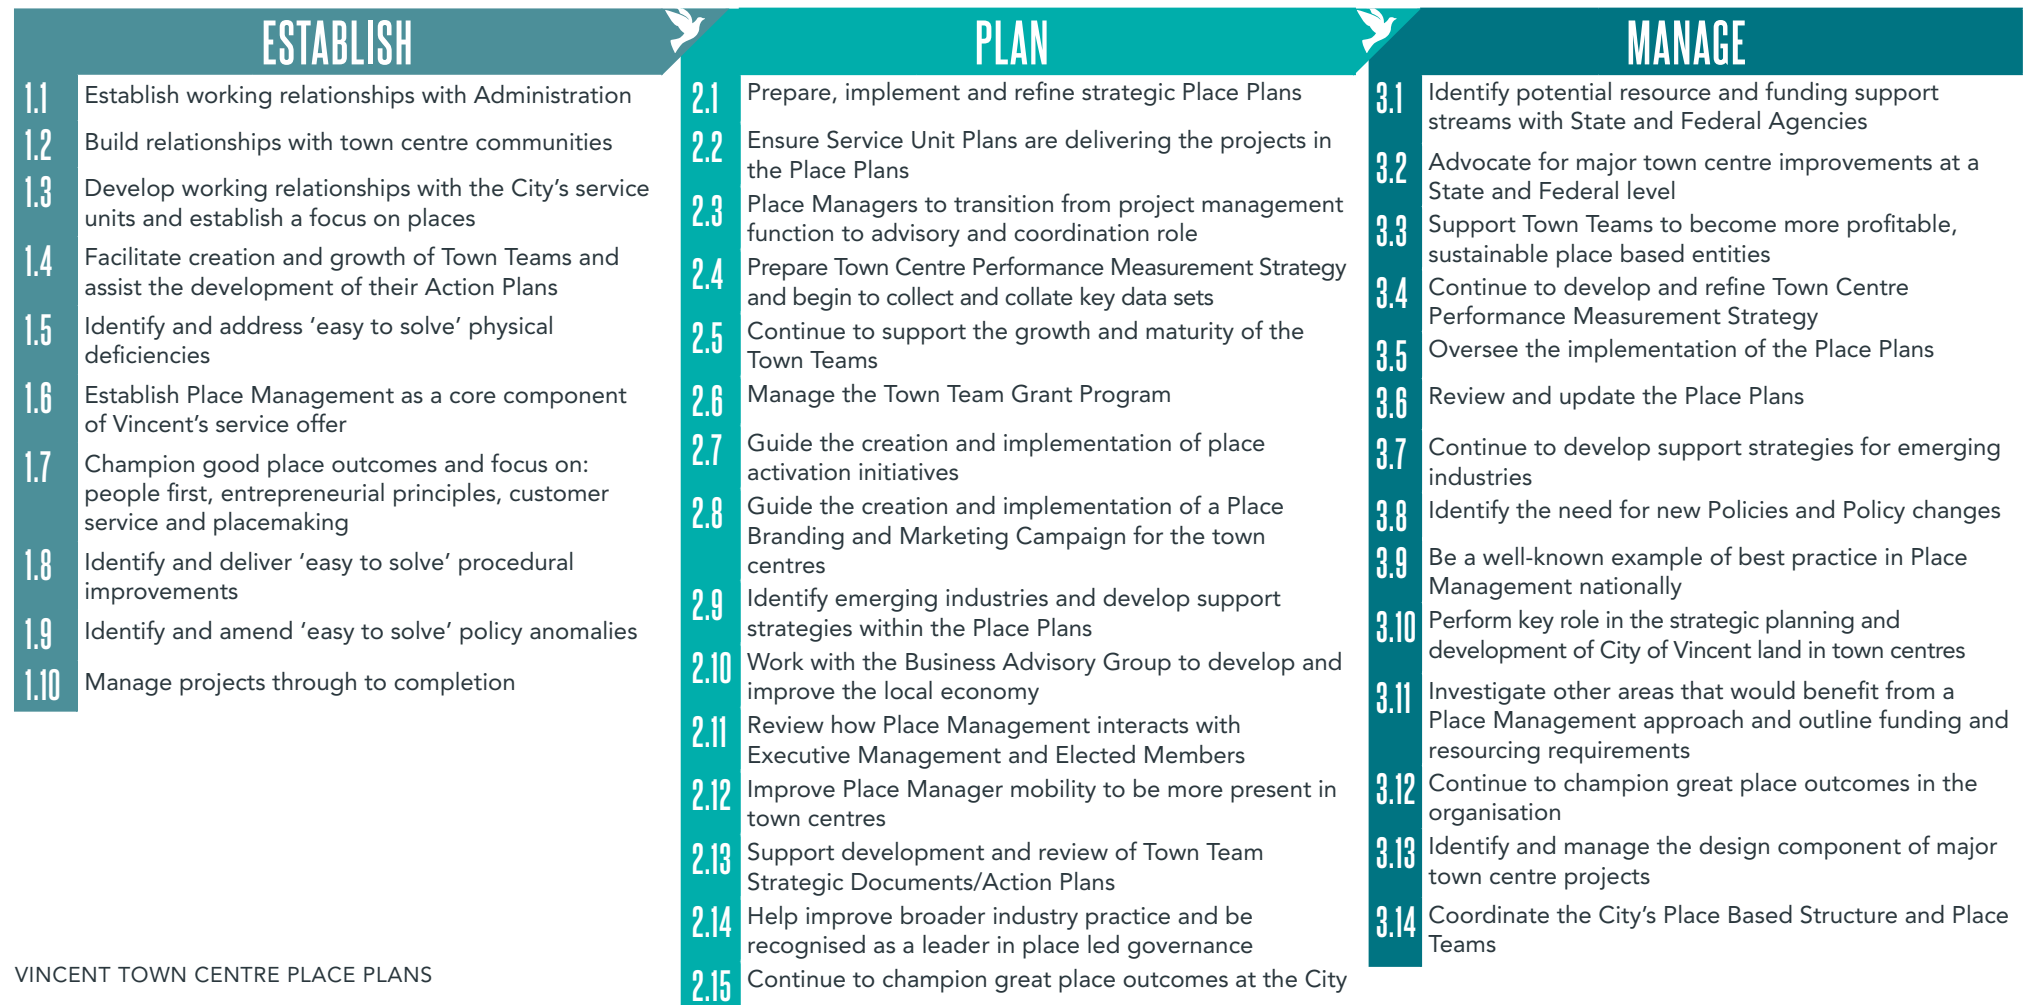 ESTABLISH
1.1 Establish working relationships with Administration
1.2 Build relationships with town centre communities
1.3 Develop working relationships with the City’s service
units and establish a focus on places
1.4 Facilitate creation and growth of Town Teams and
assist the development of their Action Plans
1.5 Identify and address ‘easy to solve’ physical
deficiencies
1.6 Establish Place Management as a core component
of Vincent’s service offer
1.7 Champion good place outcomes and focus on:
people first, entrepreneurial principles, customer
service and placemaking
1.8 Identify and deliver ‘easy to solve’ procedural
improvements
1.9 Identify and amend ‘easy to solve’ policy anomalies
1.10 Manage projects through to completion
PLAN
2.1 Prepare, implement and refine strategic Place Plans
2.2 Ensure Service Unit Plans are delivering the projects in
the Place Plans
2.3 Place Managers to transition from project management
function to advisory and coordination role
2.4 Prepare Town Centre Performance Measurement Strategy
and begin to collect and collate key data sets
2.5 Continue to support the growth and maturity of the
Town Teams
2.6 Manage the Town Team Grant Program
2.7 Guide the creation and implementation of place
activation initiatives
2.8 Guide the creation and implementation of a Place
Branding and Marketing Campaign for the town
centres
2.9 Identify emerging industries and develop support
strategies within the Place Plans
2.10 Work with the Business Advisory Group to develop and
improve the local economy
2.11 Review how Place Management interacts with
Executive Management and Elected Members
2.12 Improve Place Manager mobility to be more present in
town centres
2.13 Support development and review of Town Team
Strategic Documents/Action Plans
2.14 Help improve broader industry practice and be
recognised as a leader in place led governance
2.15 Continue to champion great place outcomes at the City
MANAGE
3.1 Identify potential resource and funding support
streams with State and Federal Agencies
3.2 Advocate for major town centre improvements at a
State and Federal level
3.3 Support Town Teams to become more profitable,
sustainable place based entities
3.4 Continue to develop and refine Town Centre
Performance Measurement Strategy
3.5 Oversee the implementation of the Place Plans
3.6 Review and update the Place Plans
3.7 Continue to develop support strategies for emerging
industries
3.8 Identify the need for new Policies and Policy changes
3.9 Be a well-known example of best practice in Place
Management nationally
3.10 Perform key role in the strategic planning and
development of City of Vincent land in town centres
3.11 Investigate other areas that would benefit from a
Place Management approach and outline funding and
resourcing requirements
3.12 Continue to champion great place outcomes in the
organisation
3.13 Identify and manage the design component of major
town centre projects
3.14 Coordinate the City’s Place Based Structure and Place
Teams
VINCENT TOWN CENTRE PLACE PLANS